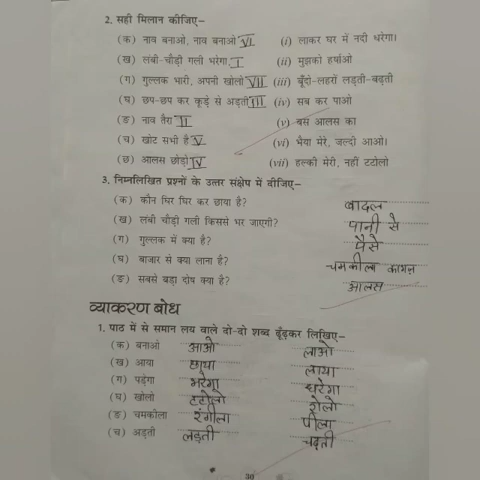 2. सही मिलान कीजिए–
(क) नाव बनाओ, नाव बनाओ VI (i) लाकर घर में नदी धरेगा।
(ख) लंबी-चौड़ी गली भरेगा I (ii) मुझको हर्षाओ
(ग) गुल्लक भारी, अपनी खोलो VII (iii) बूँदों-लहरों लड़ती-बढ़ती
(घ) छप-छप कर कूड़े से अड़ती III (iv) सब कर पाओ
(ङ) नाव तैरा II (v) बस आलस का
(च) खोट सभी है V (vi) भैया मेरे, जल्दी आओ।
(छ) आलस छोड़ो IV (vii) हल्की मेरी, नहीं टटोलो
3. निम्नलिखित प्रश्नों के उत्तर संक्षेप में दीजिए–
(क) कौन घिर घिर कर छाया है? बादल
(ख) लंबी चौड़ी गली किससे भर जाएगी? पानी से
(ग) गुल्लक में क्या है? पैसे
(घ) बाजार से क्या लाना है? चमकीला कागज
(ङ) सबसे बड़ा दोष क्या है? आलस
व्याकरण बोध
1. पाठ में से समान लय वाले दो-दो शब्द ढूँढ़कर लिखिए–
(क) बनाओ आओ लाओ
(ख) आया छाया लाया
(ग) पड़ेगा भरेगा धरेगा
(घ) खोलो टटोलो
(ङ) चमकीला रंगीला पीला
(च) अड़ती लड़ती चढ़ती
30